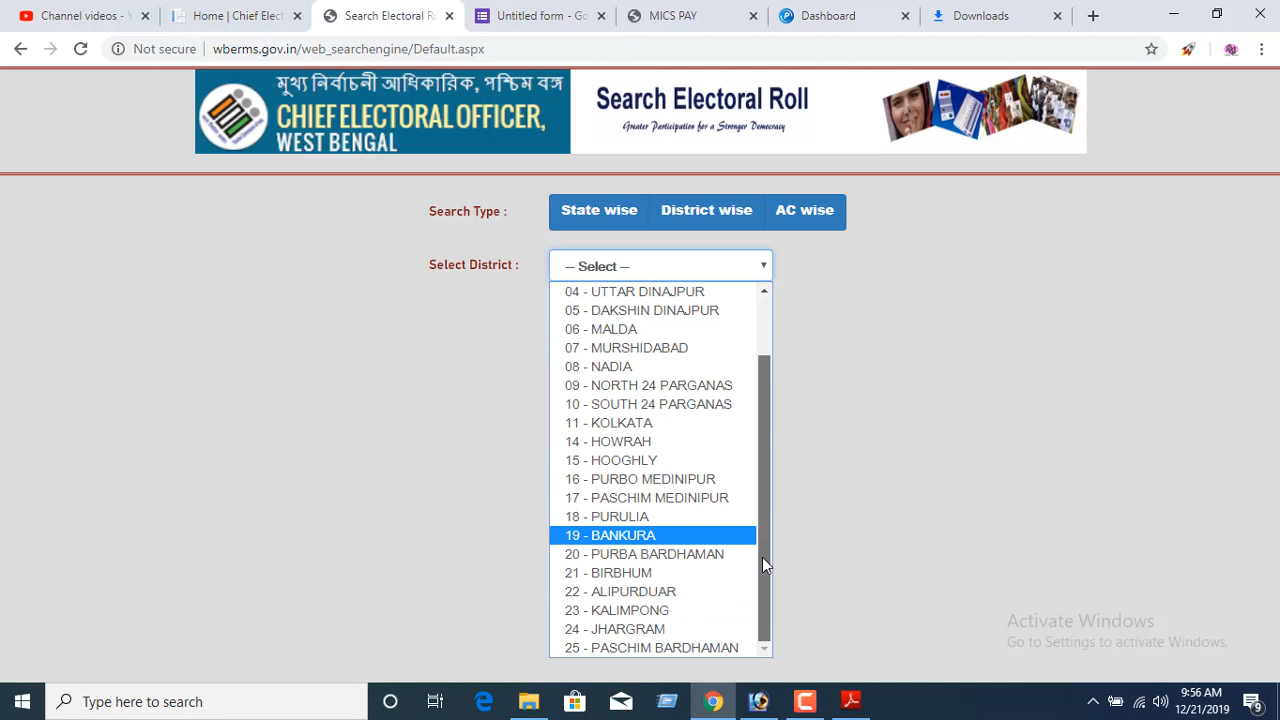 Channel videos - Y
Home | Chief Elect
Search Electoral Ro
Untitled form - Go
MICS PAY
Dashboard
Downloads
Not secure
wberms.gov.in/web_searchengine/Default.aspx
মুখ্য নির্বাচনী আধিকারিক, পশ্চিম বঙ্গ
CHIEF ELECTORAL OFFICER,
WEST BENGAL
Search Electoral Roll
Greater Participation for a Stronger Democracy
Search Type :
State wise
District wise
AC wise
Select District :
-- Select --
04 - UTTAR DINAJPUR
05 - DAKSHIN DINAJPUR
06 - MALDA
07 - MURSHIDABAD
08 - NADIA
09 - NORTH 24 PARGANAS
10 - SOUTH 24 PARGANAS
11 - KOLKATA
14 - HOWRAH
15 - HOOGHLY
16 - PURBO MEDINIPUR
17 - PASCHIM MEDINIPUR
18 - PURULIA
19 - BANKURA
20 - PURBA BARDHAMAN
21 - BIRBHUM
22 - ALIPURDUAR
23 - KALIMPONG
24 - JHARGRAM
25 - PASCHIM BARDHAMAN
Activate Windows
Go to Settings to activate Windows.
Type here to search
9:56 AM
12/21/2019
9